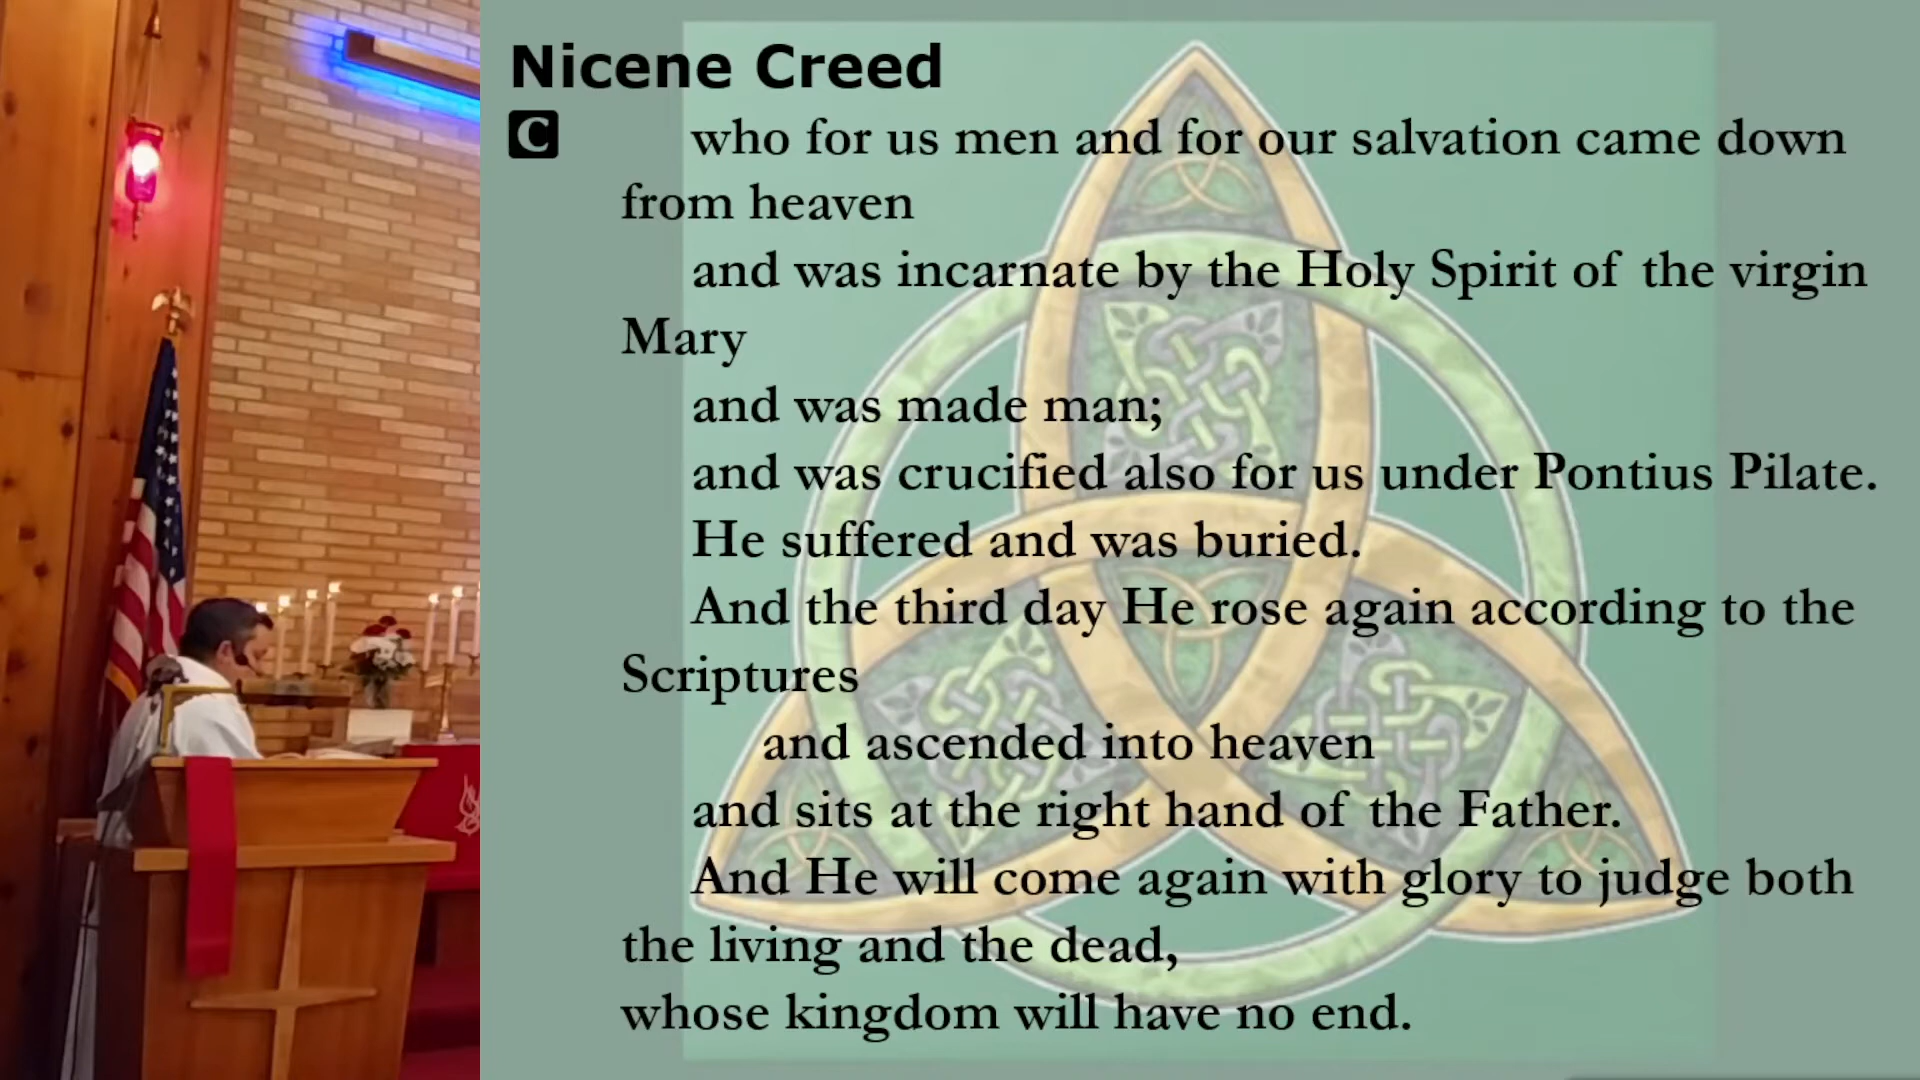 Nicene Creed
C who for us men and for our salvation came down
from heaven
and was incarnate by the Holy Spirit of the virgin
Mary
and was made man;
and was crucified also for us under Pontius Pilate.
He suffered and was buried.
And the third day He rose again according to the
Scriptures
and ascended into heaven
and sits at the right hand of the Father.
And He will come again with glory to judge both
the living and the dead,
whose kingdom will have no end.